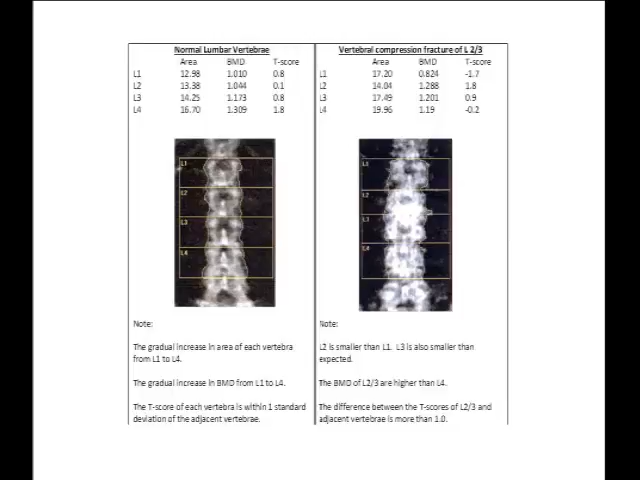 Normal Lumbar Vertebrae
Area BMD T-score
L1 12.98 1.010 0.8
L2 13.38 1.044 0.1
L3 14.25 1.173 0.8
L4 16.70 1.309 1.8
L1
L2
L3
L4
Note:
The gradual increase in area of each vertebra
from L1 to L4.
The gradual increase in BMD from L1 to L4.
The T-score of each vertebra is within 1 standard
deviation of the adjacent vertebrae.
Vertebral compression fracture of L 2/3
Area BMD T-score
L1 17.20 0.824 -1.7
L2 14.04 1.288 1.8
L3 17.49 1.201 0.9
L4 19.96 1.19 -0.2
L1
L2
L3
L4
Note:
L2 is smaller than L1. L3 is also smaller than
expected.
The BMD of L2/3 are higher than L4.
The difference between the T-scores of L2/3 and
adjacent vertebrae is more than 1.0.